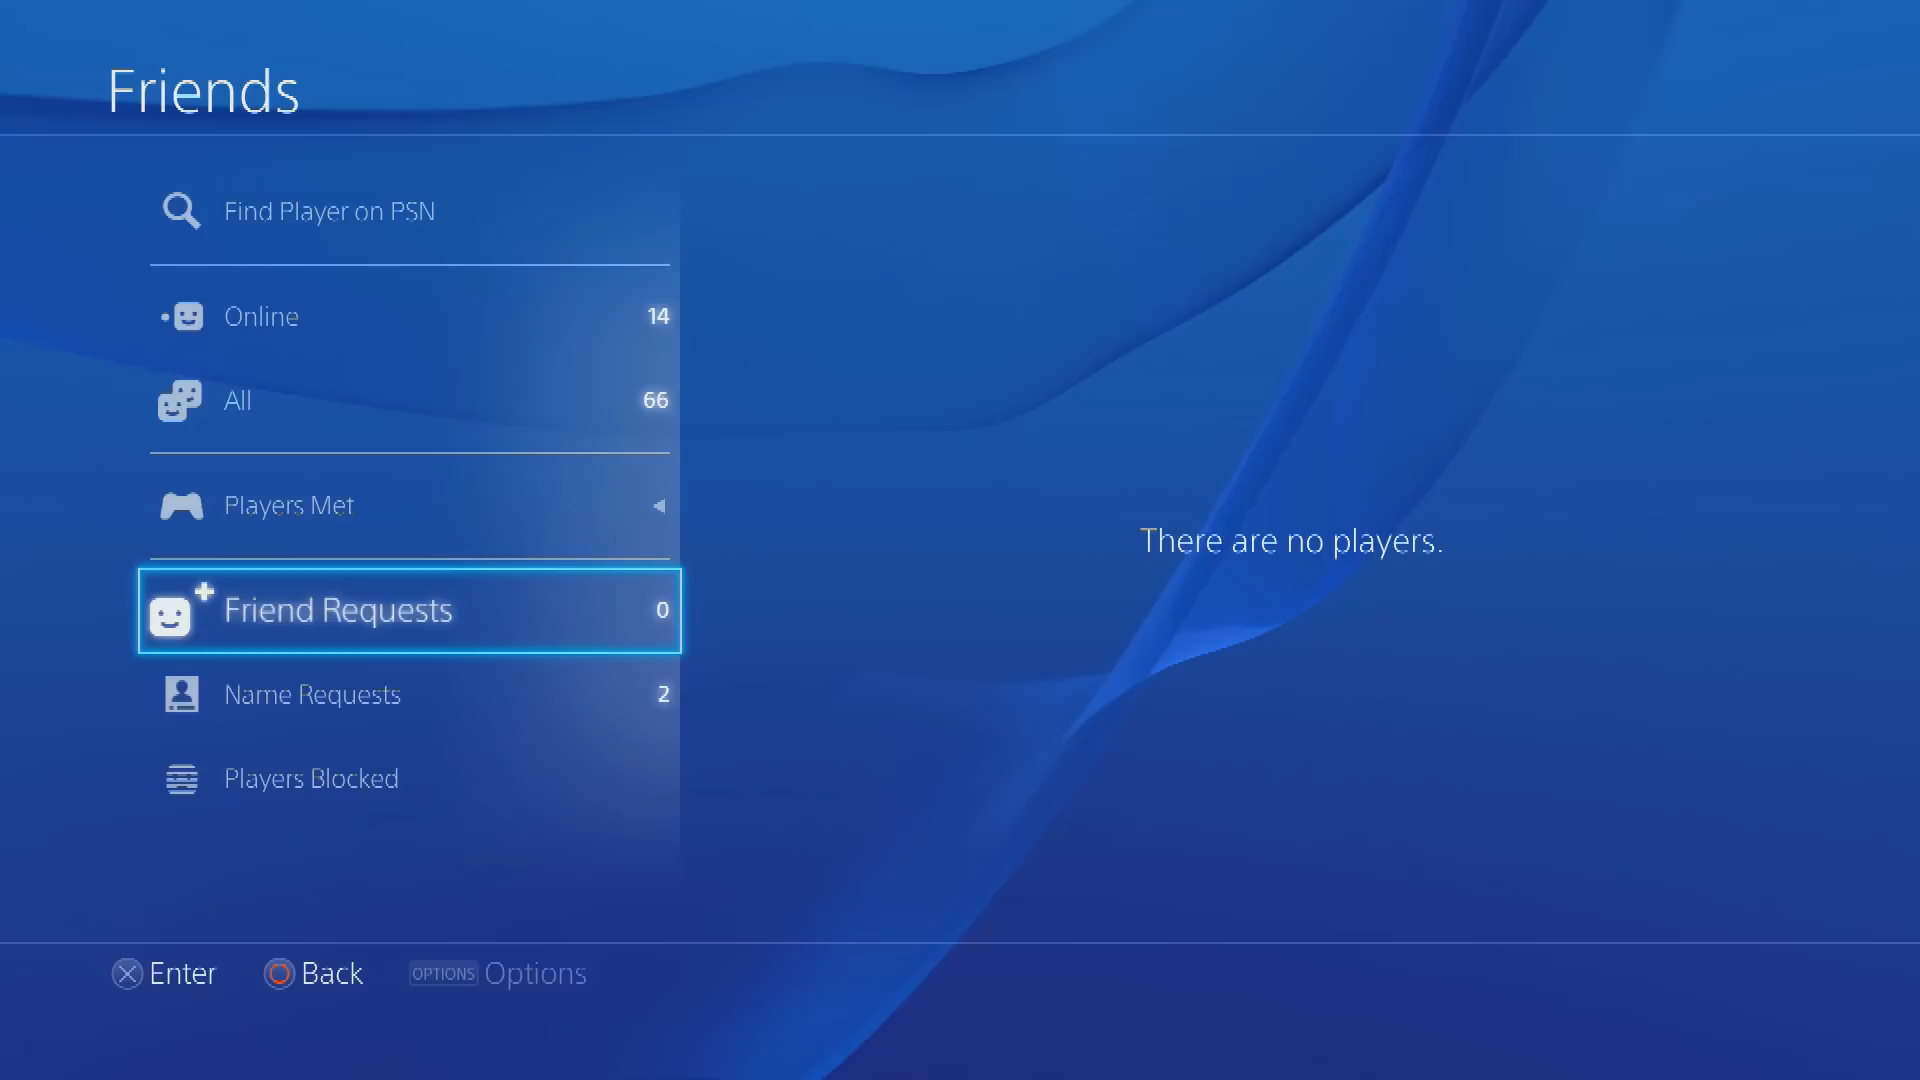 Friends
Find Player on PSN
Online 14
All 66
Players Met
Friend Requests 0
Name Requests 2
Players Blocked
There are no players.
Enter Back OPTIONS Options